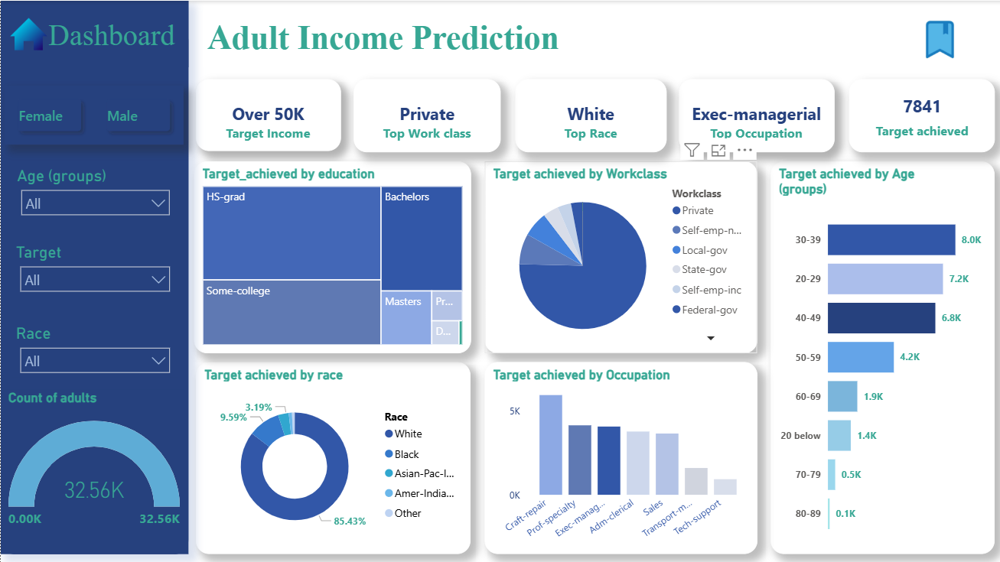 Dashboard
Adult Income Prediction
Female
Male
Over 50K
Target Income
Private
Top Work class
White
Top Race
Exec-managerial
Top Occupation
7841
Target achieved
Age (groups)
All
Target
All
Race
All
Count of adults
32.56K
0.00K
32.56K
Target_achieved by education
HS-grad
Bachelors
Some-college
Masters
Pr...
D...
Target achieved by Workclass
Workclass
Private
Self-emp-n...
Local-gov
State-gov
Self-emp-inc
Federal-gov
Target achieved by Age
(groups)
30-39
8.0K
20-29
7.2K
40-49
6.8K
50-59
4.2K
60-69
1.9K
20 below
1.4K
70-79
0.5K
80-89
0.1K
Target achieved by race
3.19%
9.59%
85.43%
Race
White
Black
Asian-Pac-I...
Amer-India...
Other
Target achieved by Occupation
5K
0K
Craft-repair
Prof-specialty
Exec-manag...
Adm-clerical
Sales
Transport-m...
Tech-support